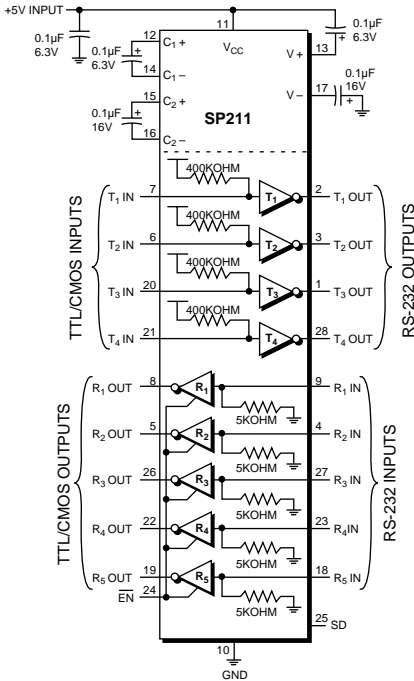 +5V INPUT
0.1µF
6.3V
11
VCC
12
C1 +
0.1µF
6.3V
14
C1 –
15
C2 +
0.1µF
16V
16
C2 –
V +
13
0.1µF
6.3V
V –
17
0.1µF
16V
SP211
TTL/CMOS INPUTS
400KOHM
T1 IN
7
T1
2
T1 OUT
400KOHM
T2 IN
6
T2
3
T2 OUT
400KOHM
T3 IN
20
T3
1
T3 OUT
400KOHM
T4 IN
21
T4
28
T4 OUT
RS-232 OUTPUTS
TTL/CMOS OUTPUTS
R1 OUT
8
R1
9
R1 IN
5KOHM
R2 OUT
5
R2
4
R2 IN
5KOHM
R3 OUT
26
R3
27
R3 IN
5KOHM
R4 OUT
22
R4
23
R4IN
5KOHM
R5 OUT
19
R5
18
R5 IN
5KOHM
RS-232 INPUTS
EN
24
25
SD
10
GND